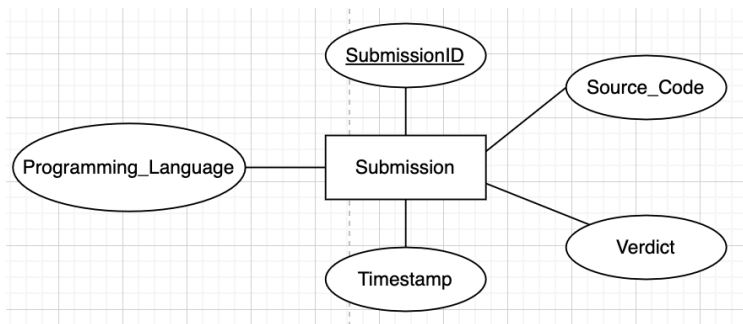 SubmissionID
Source_Code
Programming_Language
Submission
Verdict
Timestamp